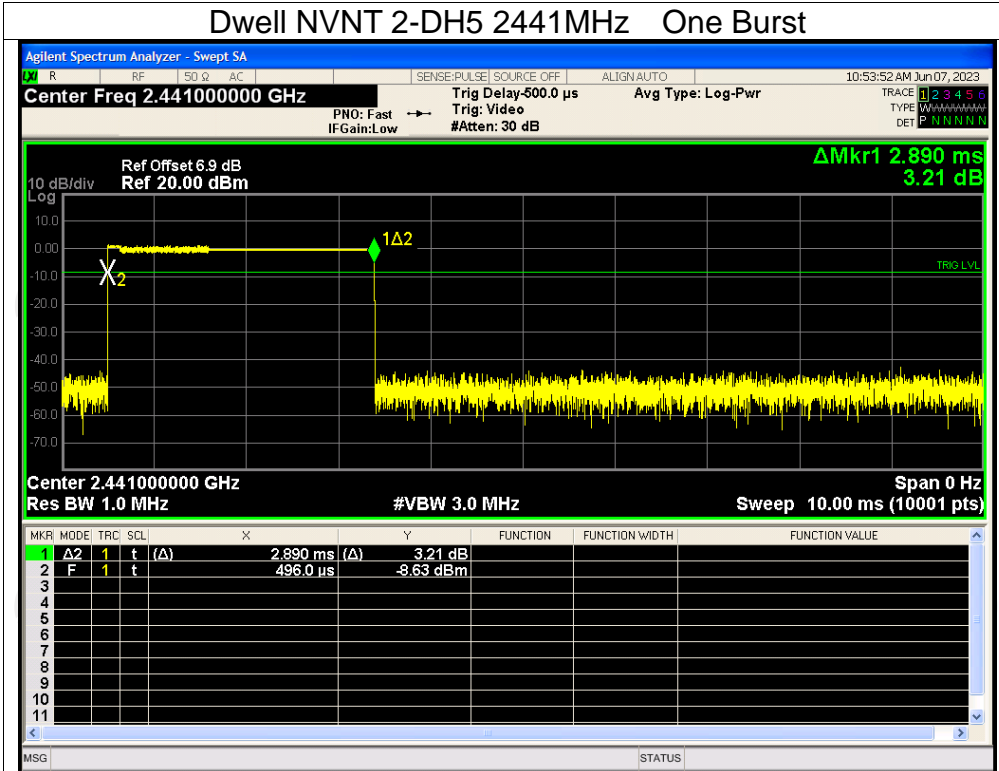 Dwell NVNT 2-DH5 2441MHz One Burst
Agilent Spectrum Analyzer - Swept SA
LXI R RF 50 Ω AC SENSE:PULSE SOURCE OFF ALIGN AUTO 10:53:52 AM Jun 07, 2023
Center Freq 2.441000000 GHz
Trig Delay-500.0 µs Avg Type: Log-Pwr TRACE 1 2 3 4 5 6
PNO: Fast Trig: Video TYPE WWWWWW
IFGain:Low #Atten: 30 dB DET P N N N N N
ΔMkr1 2.890 ms
3.21 dB
Ref Offset 6.9 dB
10 dB/div Ref 20.00 dBm
Log
10.0
0.00
1Δ2
TRIG LVL
-10.0
2
-20.0
-30.0
-40.0
-50.0
-60.0
-70.0
Center 2.441000000 GHz Span 0 Hz
Res BW 1.0 MHz #VBW 3.0 MHz Sweep 10.00 ms (10001 pts)
MKR MODE TRC SCL X Y FUNCTION FUNCTION WIDTH FUNCTION VALUE
1 Δ2 1 t (Δ) 2.890 ms (Δ) 3.21 dB
2 F 1 t 496.0 µs -8.63 dBm
3
4
5
6
7
8
9
10
11
MSG STATUS